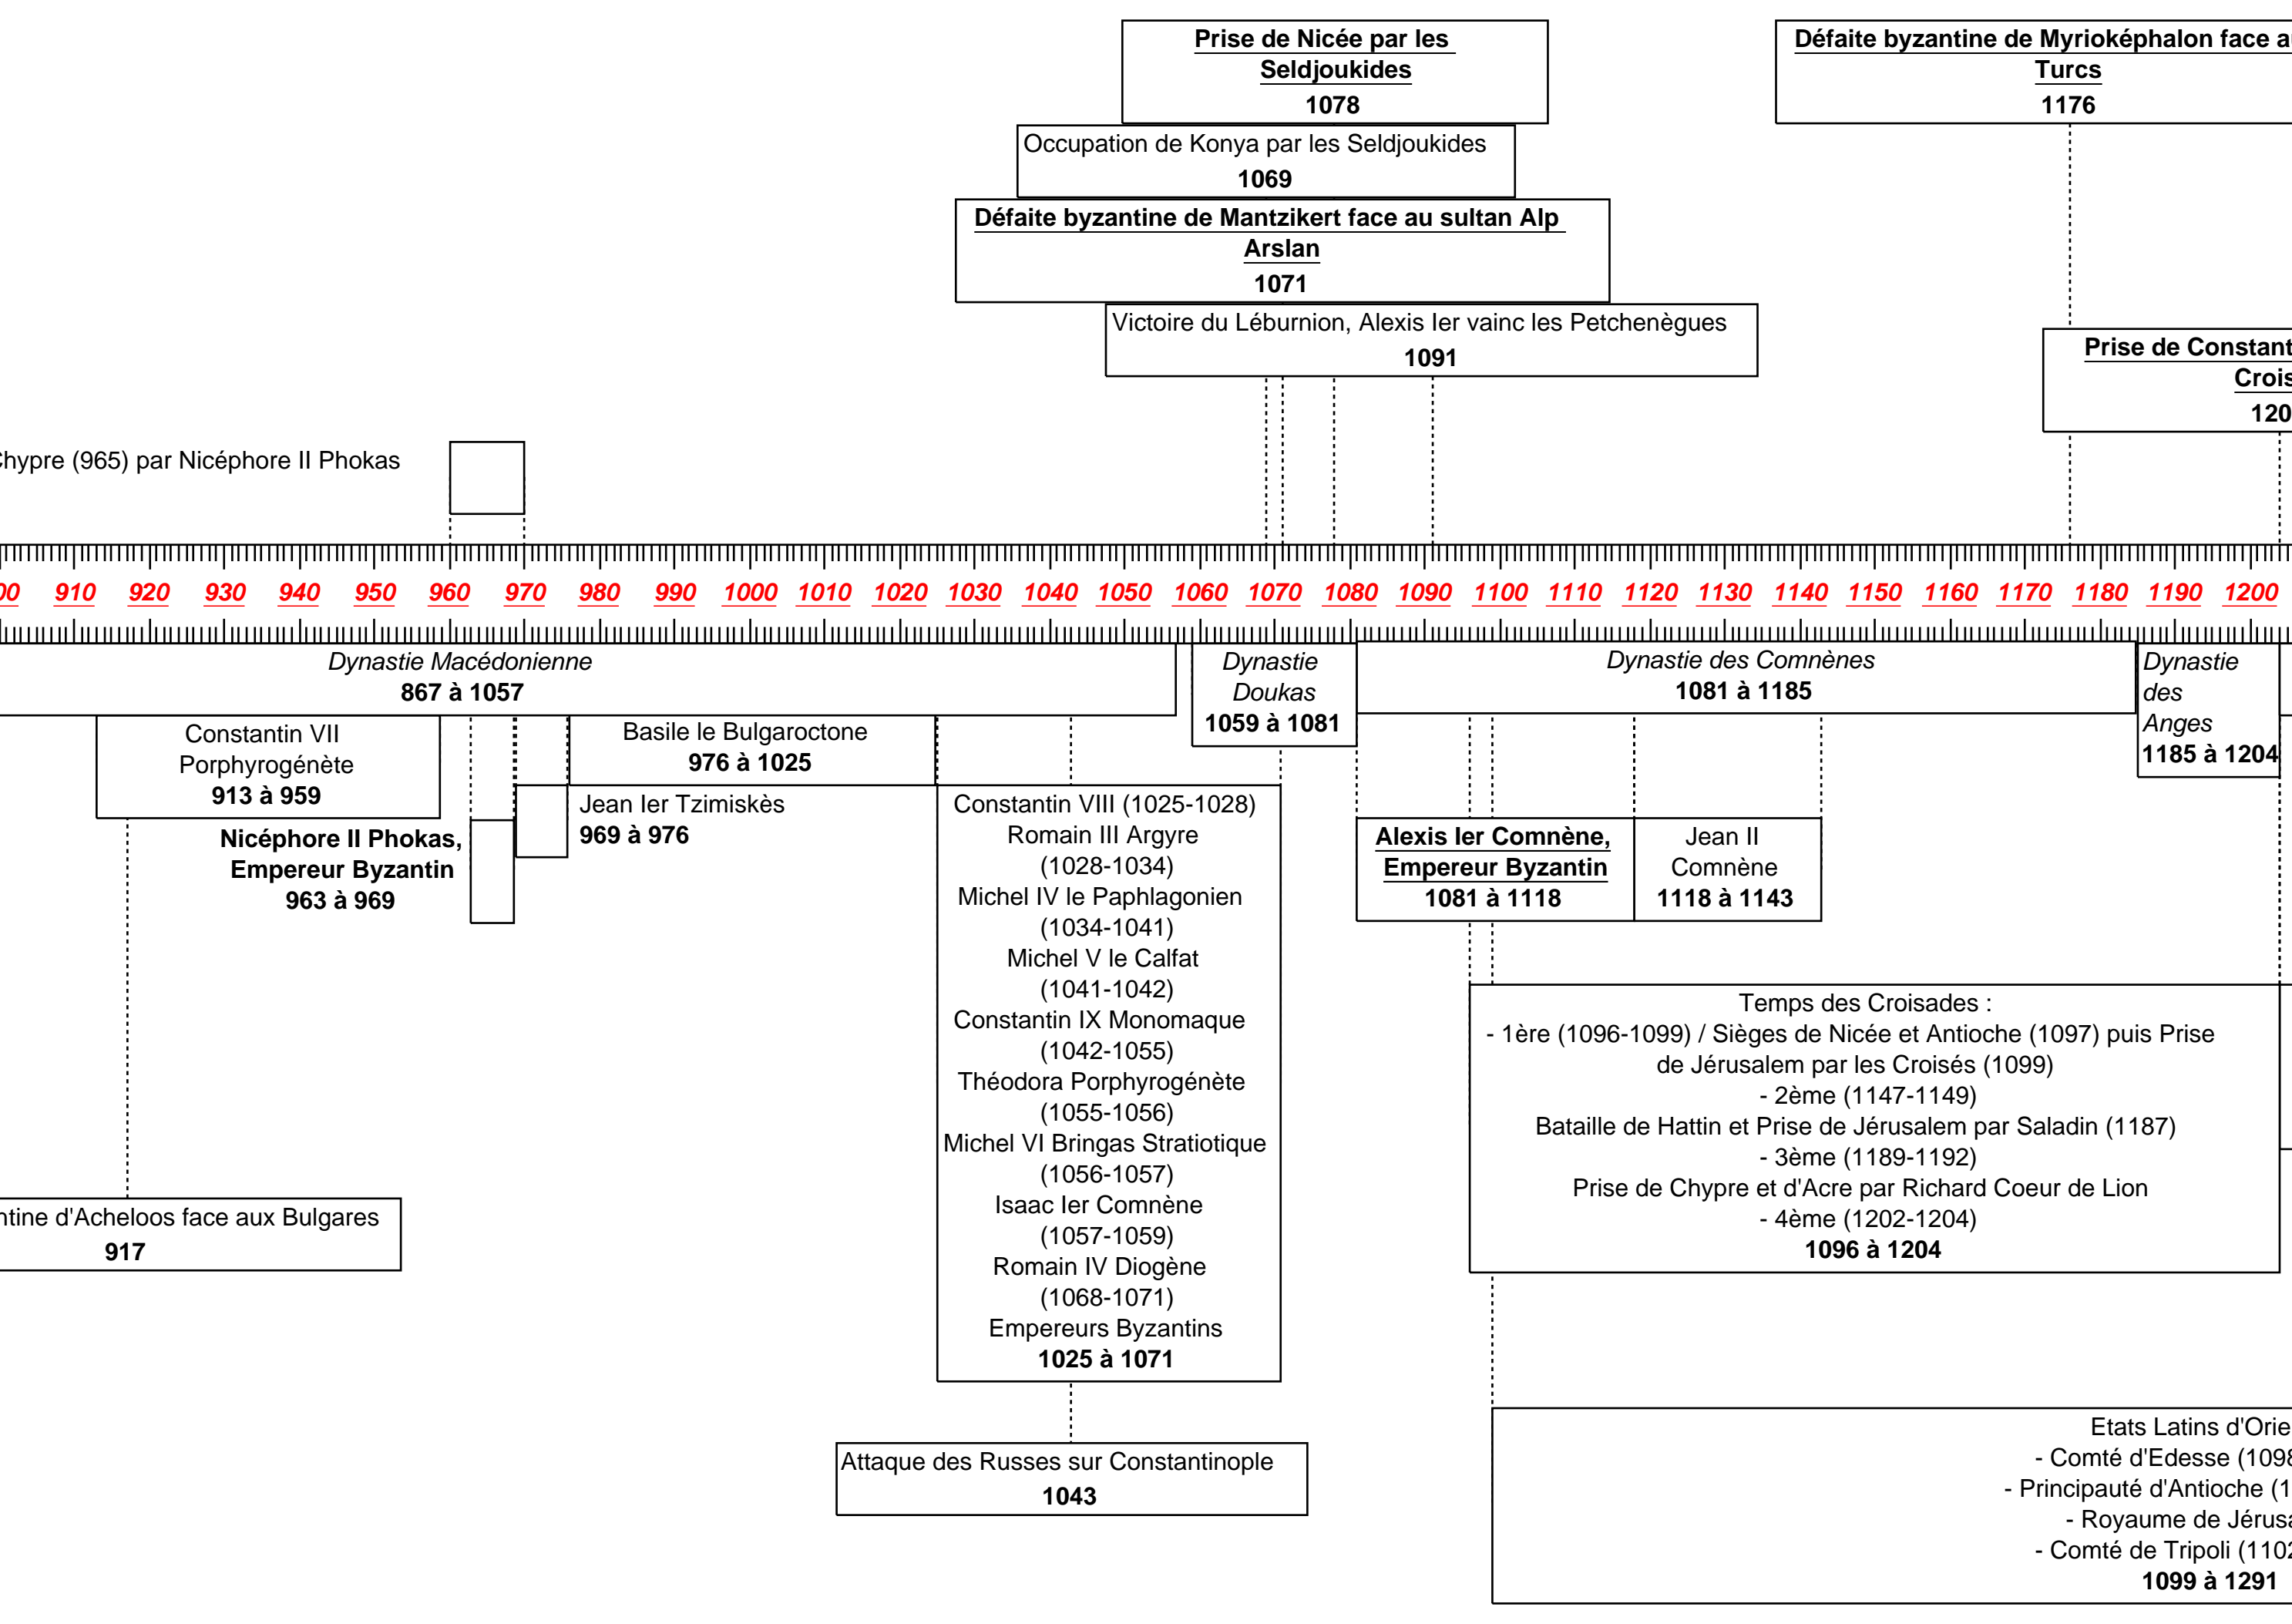 Prise de Nicée par les
Seldjoukides
1078
Défaite byzantine de Myrioképhalon face
Turcs
1176
Occupation de Konya par les Seldjoukides
1069
Défaite byzantine de Mantzikert face au sultan Alp
Arslan
1071
Victoire du Léburnion, Alexis Ier vainc les Petchenègues
1091
Prise de
Chypre (965) par Nicéphore II Phokas
910 920 930 940 950 960 970 980 990 1000 1010 1020 1030 1040 1050 1060 1070 1080 1090 1100 1110 1120 1130 1140 1150 1160 1170 1180 1190 1200
Dynastie Macédonienne
867 à 1057
Dynastie
Doukas
1059 à 1081
Dynastie des Comnènes
1081 à 1185
Dynastie
des
Anges
1185 à 1204
Constantin VII
Porphyrogénète
913 à 959
Basile le Bulgaroctone
976 à 1025
Nicéphore II Phokas,
Empereur Byzantin
963 à 969
Jean Ier Tzimiskès
969 à 976
Constantin VIII (1025-1028)
Romain III Argyre
(1028-1034)
Michel IV le Paphlagonien
(1034-1041)
Michel V le Calfat
(1041-1042)
Constantin IX Monomaque
(1042-1055)
Théodora Porphyrogénète
(1055-1056)
Michel VI Bringas Stratiotique
(1056-1057)
Isaac Ier Comnène
(1057-1059)
Romain IV Diogène
(1068-1071)
Empereurs Byzantins
1025 à 1071
Alexis Ier Comnène,
Empereur Byzantin
1081 à 1118
Jean II
Comnène
1118 à 1143
Temps des Croisades :
- 1ère (1096-1099) / Sièges de Nicée et Antioche (1097) puis Prise
de Jérusalem par les Croisés (1099)
- 2ème (1147-1149)
Bataille de Hattin et Prise de Jérusalem par Saladin (1187)
- 3ème (1189-1192)
Prise de Chypre et d'Acre par Richard Coeur de Lion
- 4ème (1202-1204)
1096 à 1204
d'Acheloos face aux Bulgares
917
Attaque des Russes sur Constantinople
1043
Etats Latins
- Comté d'Edesse
- Principauté d'Antioche
- Royaume de
- Comté de Tripoli
1099 à 1291